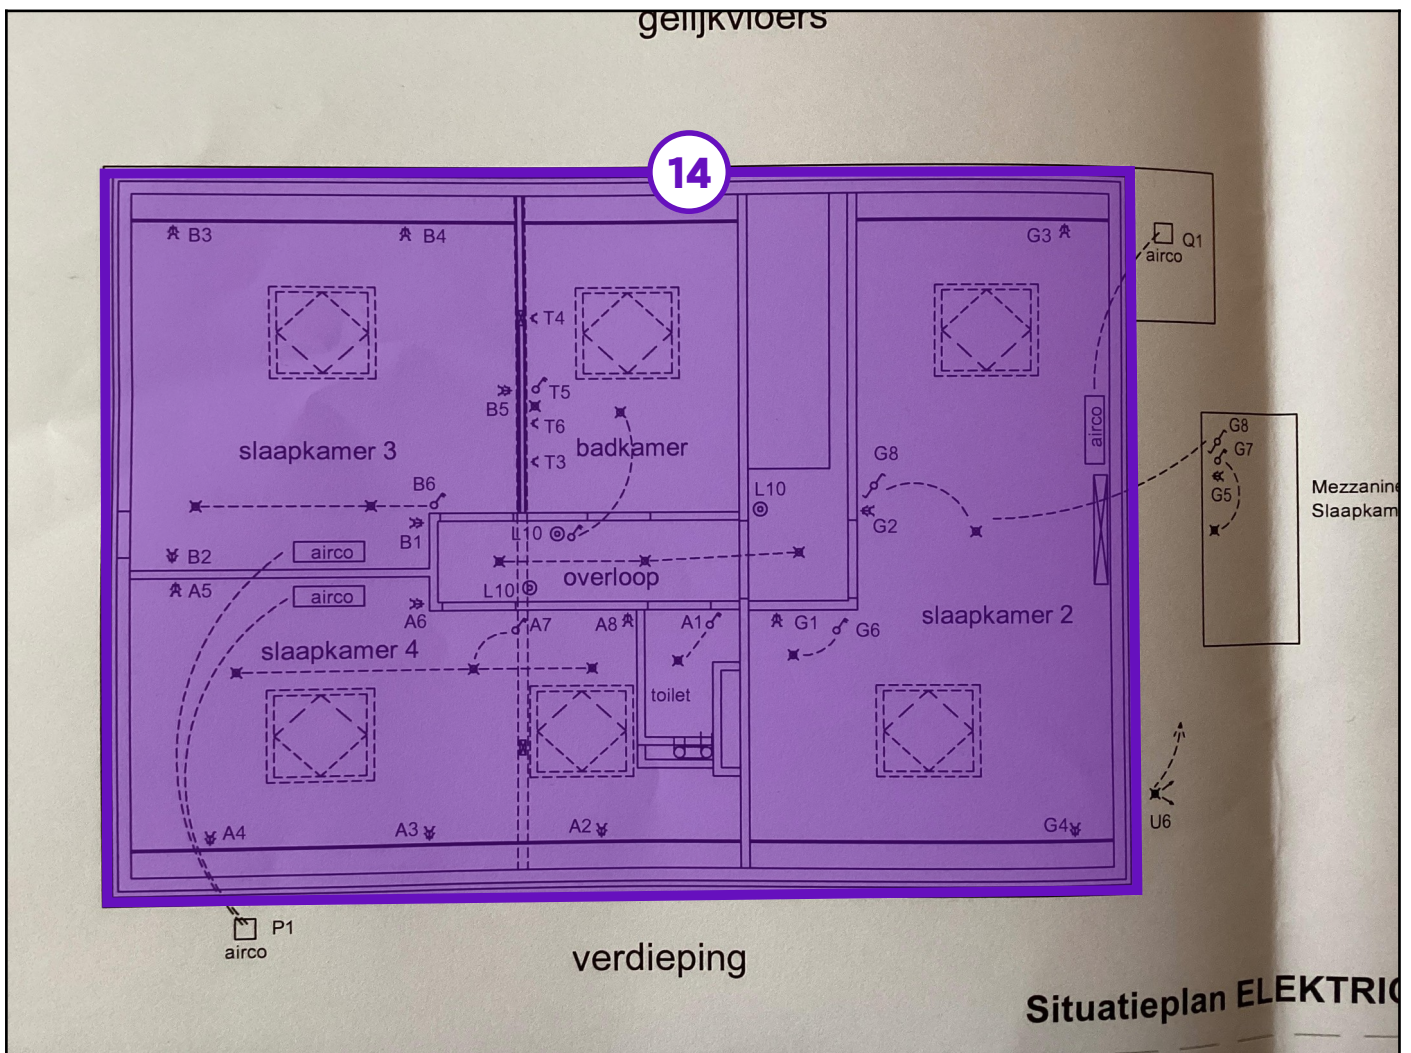 gelijkvloers
14
B3
B4
G3
Q1
airco
T4
T5
B5
T6
badkamer
T3
slaapkamer 3
airco
G8
G7
G5
Mezzanine
Slaapkam
B6
G8
L10
G2
L10
B1
airco
B2
overloop
A5
airco
L10
A6
A7
A8
A1
G1
G6
slaapkamer 2
slaapkamer 4
toilet
A4
A3
A2
G4
U6
P1
airco
verdieping
Situatieplan ELEKTRIC